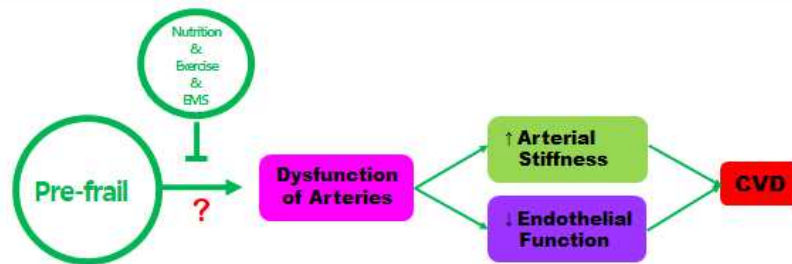 Nutrition
&
Exercise
&
EMS
Pre-frail
?
Dysfunction
of Arteries
↑ Arterial
Stiffness
↓ Endothelial
Function
CVD